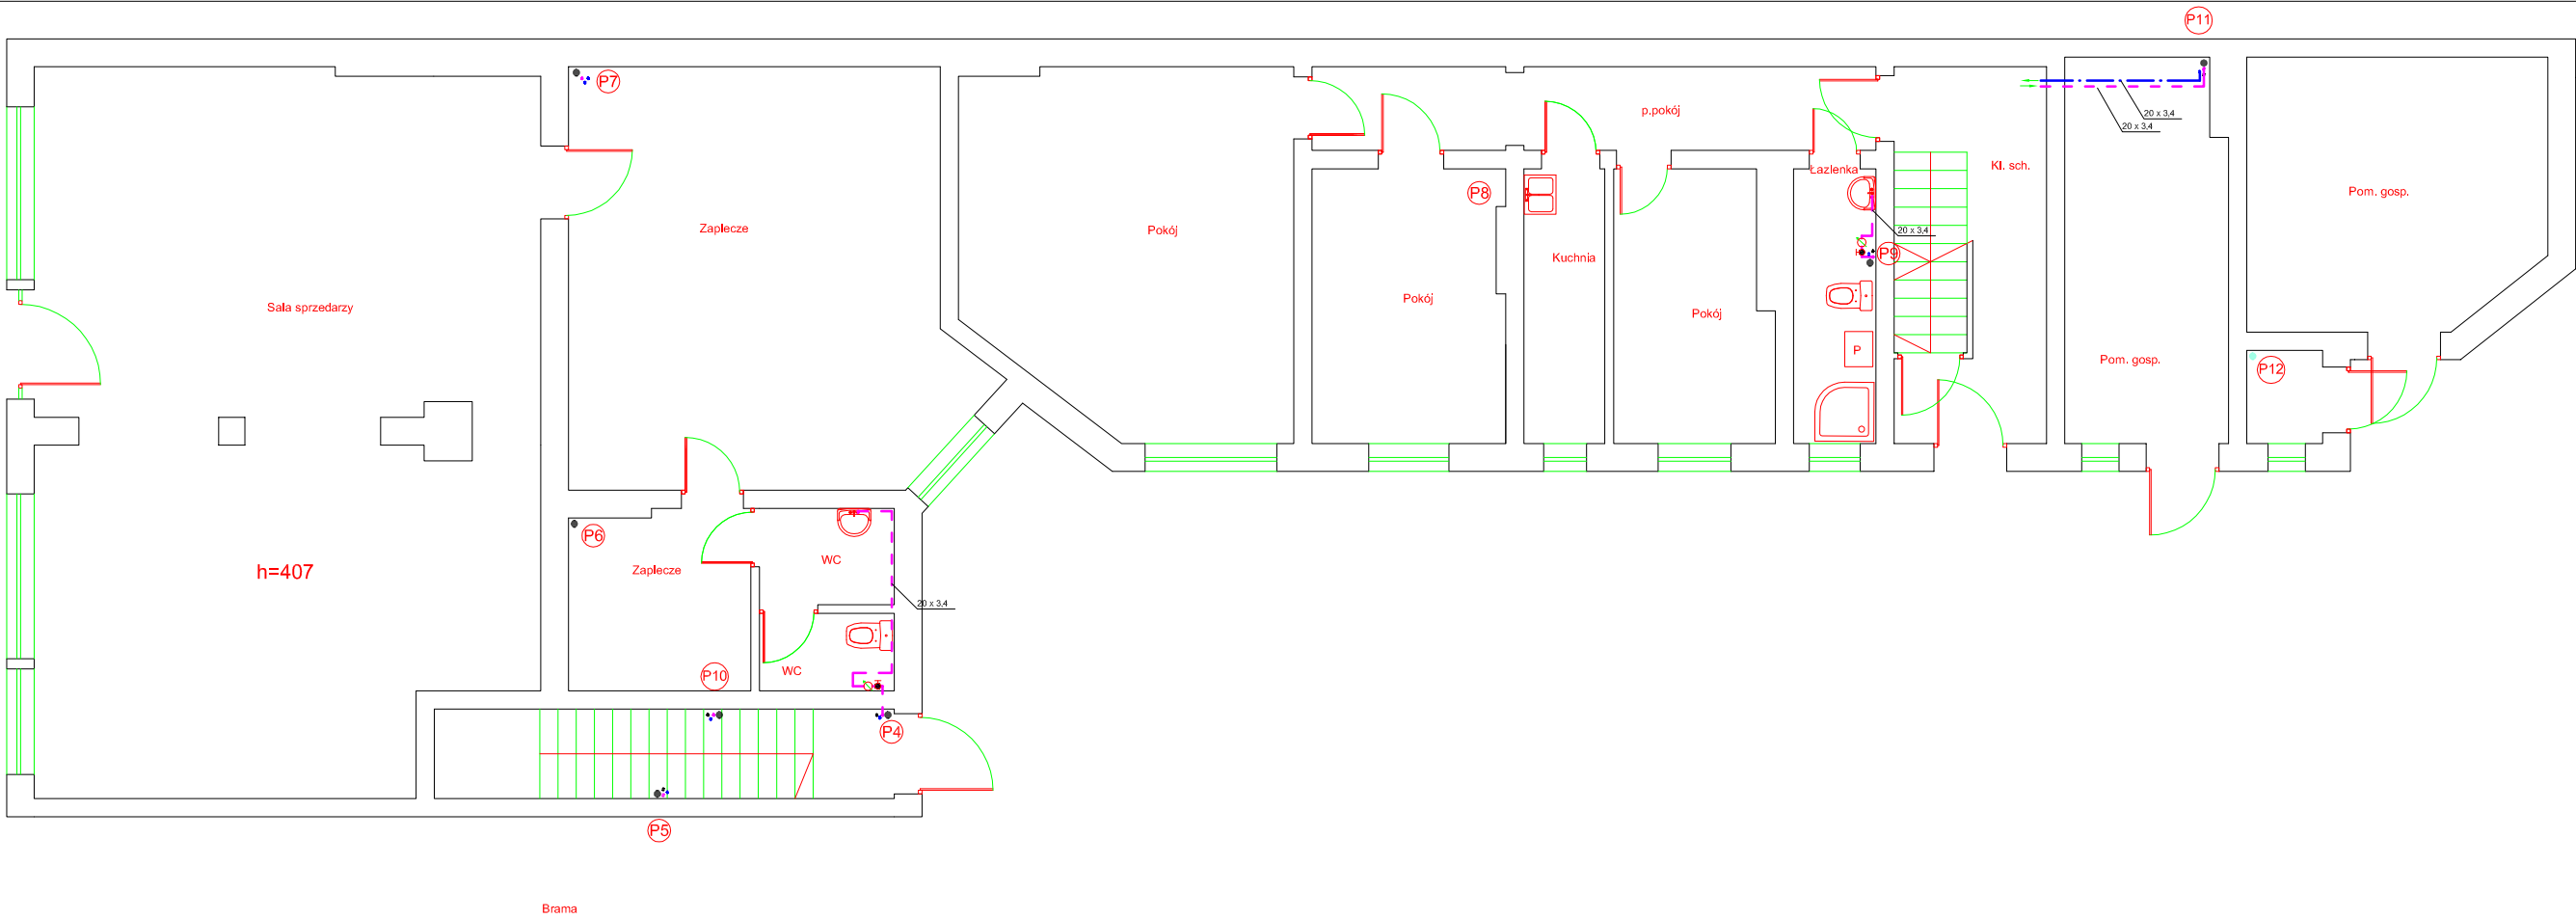 P11
P7
p.pokój
20 x 3,4
20 x 3,4
Łazienka
Kl. sch.
P8
Pom. gosp.
Zaplecze
Pokój
20 x 3,4
P9
Kuchnia
Pokój
Sala sprzedarzy
Pokój
P
Pom. gosp.
P12
P6
WC
Zaplecze
h=407
20 x 3,4
WC
P10
P4
P5
Brama